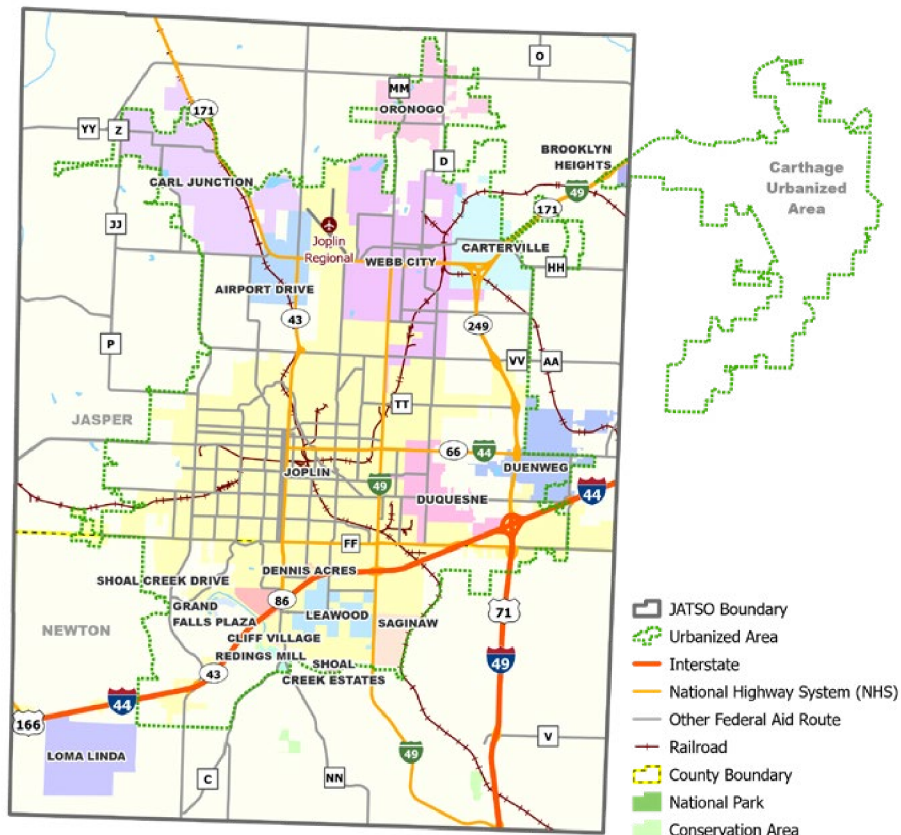 O
MM
ORONOGO
171
YY
Z
D
BROOKLYN
HEIGHTS
CARL JUNCTION
49
171
Carthage
Urbanized
Area
JJ
Joplin
Regional
CARTERVILLE
WEBB CITY
HH
AIRPORT DRIVE
43
249
P
VV
AA
TT
JASPER
66
44
DUENWEG
JOPLIN
49
DUQUESNE
44
FF
DENNIS ACRES
SHOAL CREEK DRIVE
86
GRAND
FALLS PLAZA
LEAWOOD
SAGINAW
71
NEWTON
CLIFF VILLAGE
REDINGS MILL
SHOAL
CREEK ESTATES
43
49
44
166
V
49
LOMA LINDA
C
NN
JATSO Boundary
Urbanized Area
Interstate
National Highway System (NHS)
Other Federal Aid Route
Railroad
County Boundary
National Park
Conservation Area